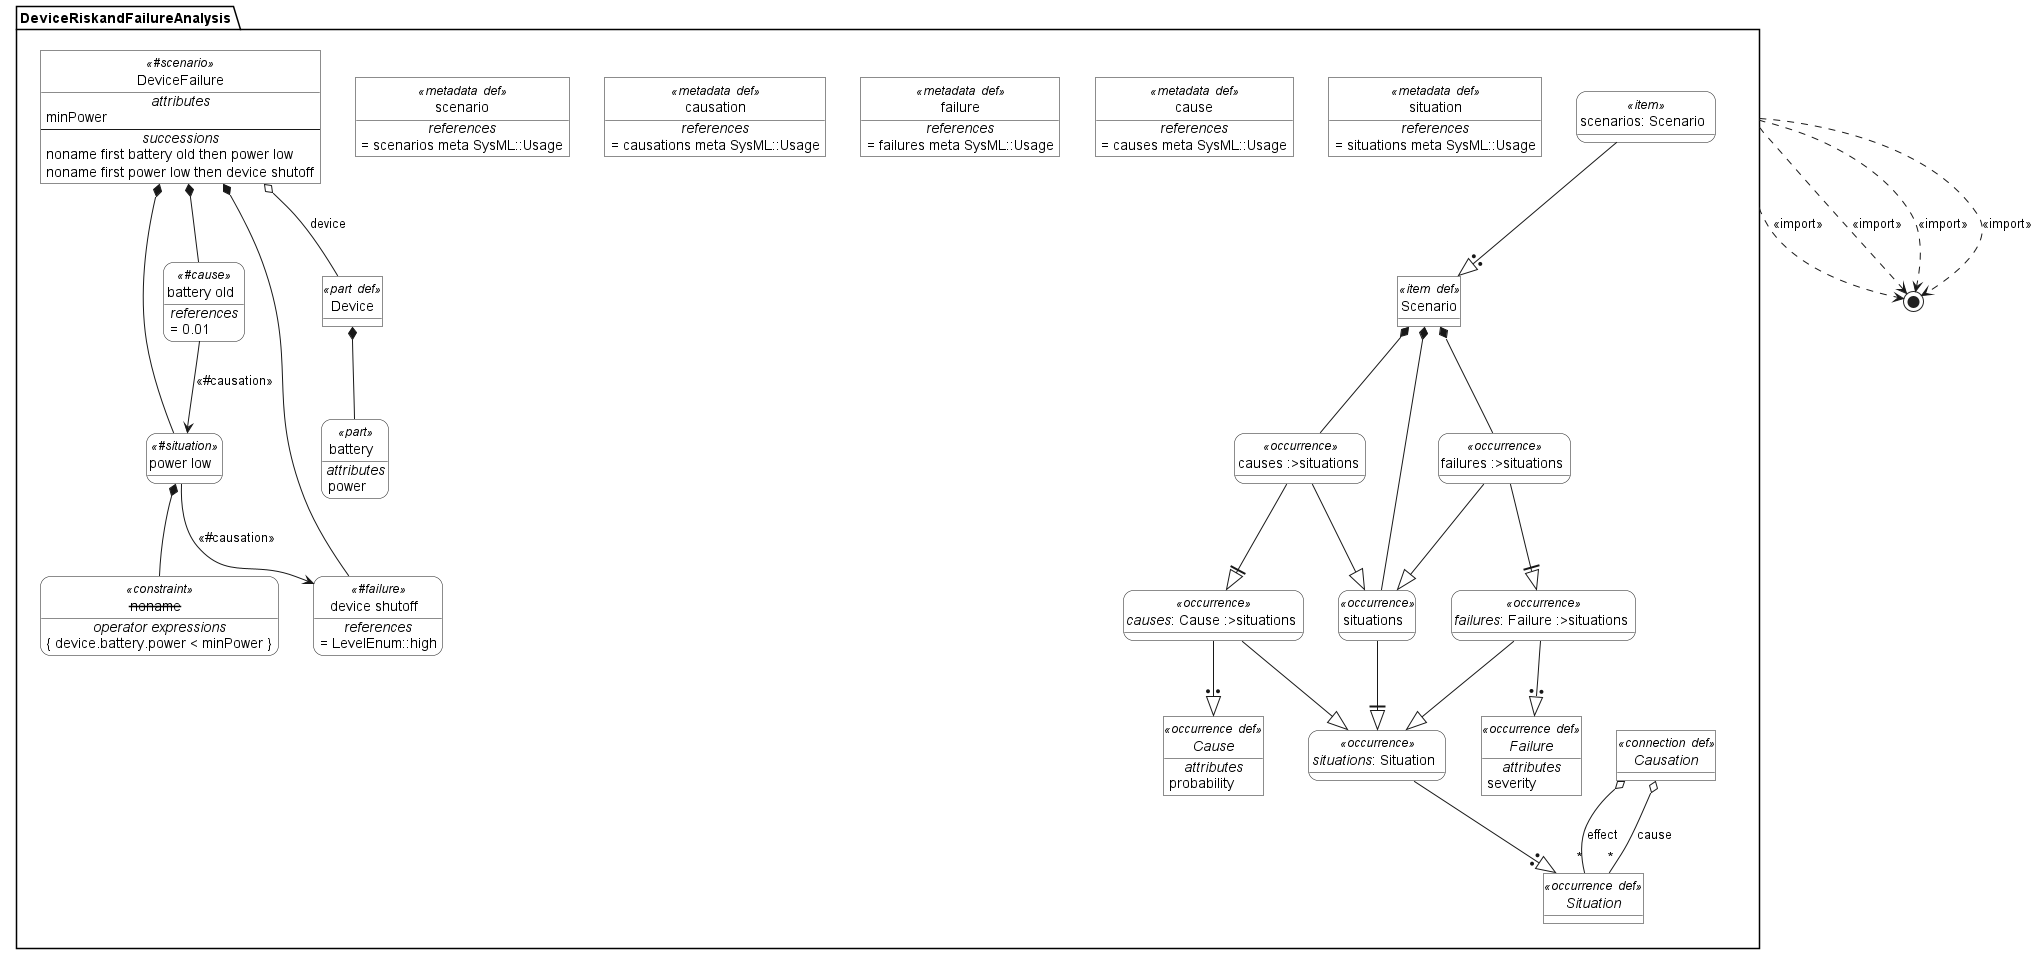 DeviceRiskandFailureAnalysis
«#scenario»
DeviceFailure
attributes
minPower
successions
noname first battery old then power low
noname first power low then device shutoff
«metadata def»
scenario
references
= scenarios meta SysML::Usage
«metadata def»
causation
references
= causations meta SysML::Usage
«metadata def»
failure
references
= failures meta SysML::Usage
«metadata def»
cause
references
= causes meta SysML::Usage
«metadata def»
situation
references
= situations meta SysML::Usage
«item»
scenarios: Scenario
device
«import»
«import»
«import»
«import»
«#cause»
battery old
references
= 0.01
«part def»
Device
«item def»
Scenario
«#causation»
«#situation»
power low
«part»
battery
attributes
power
«occurrence»
causes :>situations
«occurrence»
failures :>situations
«#causation»
«constraint»
noname
operator expressions
{ device.battery.power < minPower }
«#failure»
device shutoff
references
= LevelEnum::high
«occurrence»
causes: Cause :>situations
«occurrence»
situations
«occurrence»
failures: Failure :>situations
«occurrence def»
Cause
attributes
probability
«occurrence»
situations: Situation
«occurrence def»
Failure
attributes
severity
«connection def»
Causation
effect
cause
*
*
«occurrence def»
Situation